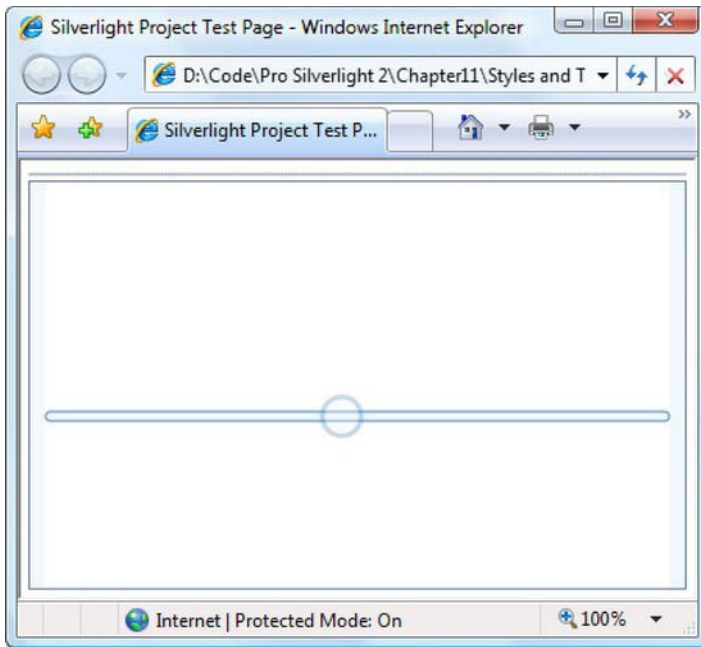 Silverlight Project Test Page - Windows Internet Explorer
D:\Code\Pro Silverlight 2\Chapter11\Styles and T
Silverlight Project Test P...
Internet | Protected Mode: On
100%